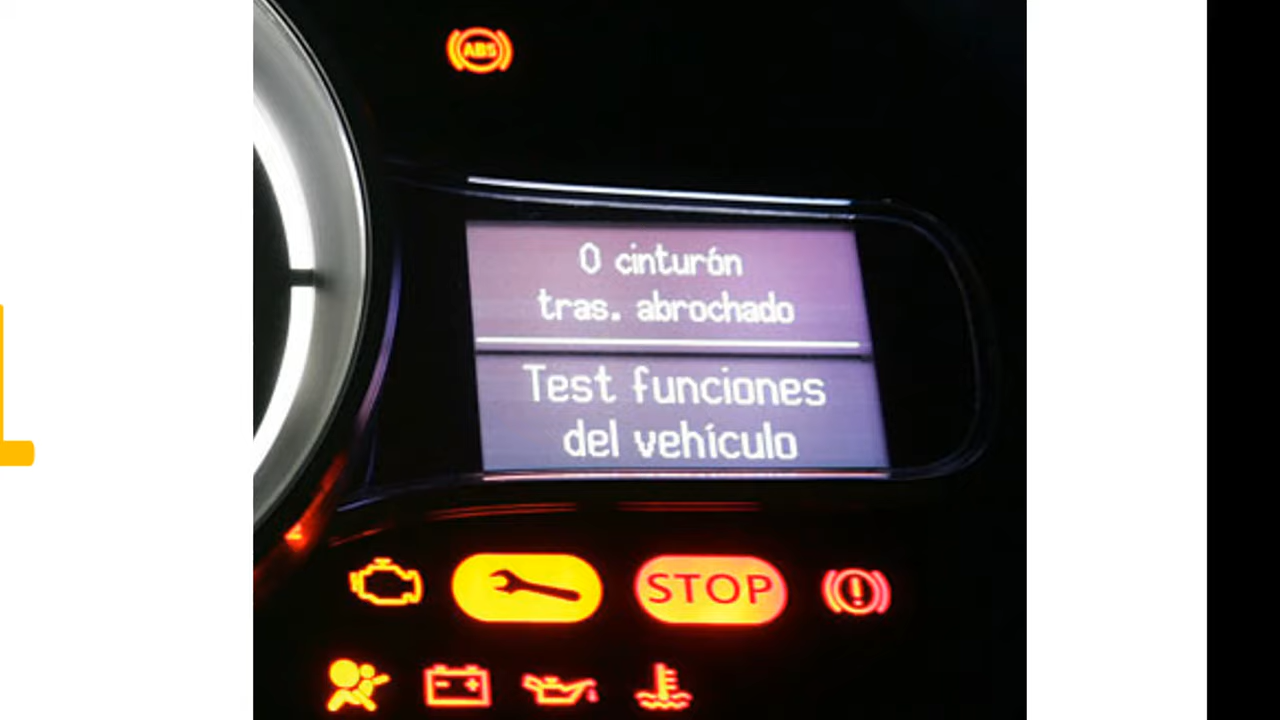 ABS
0 cinturón
tras. abrochado
Test funciones
del vehículo
STOP